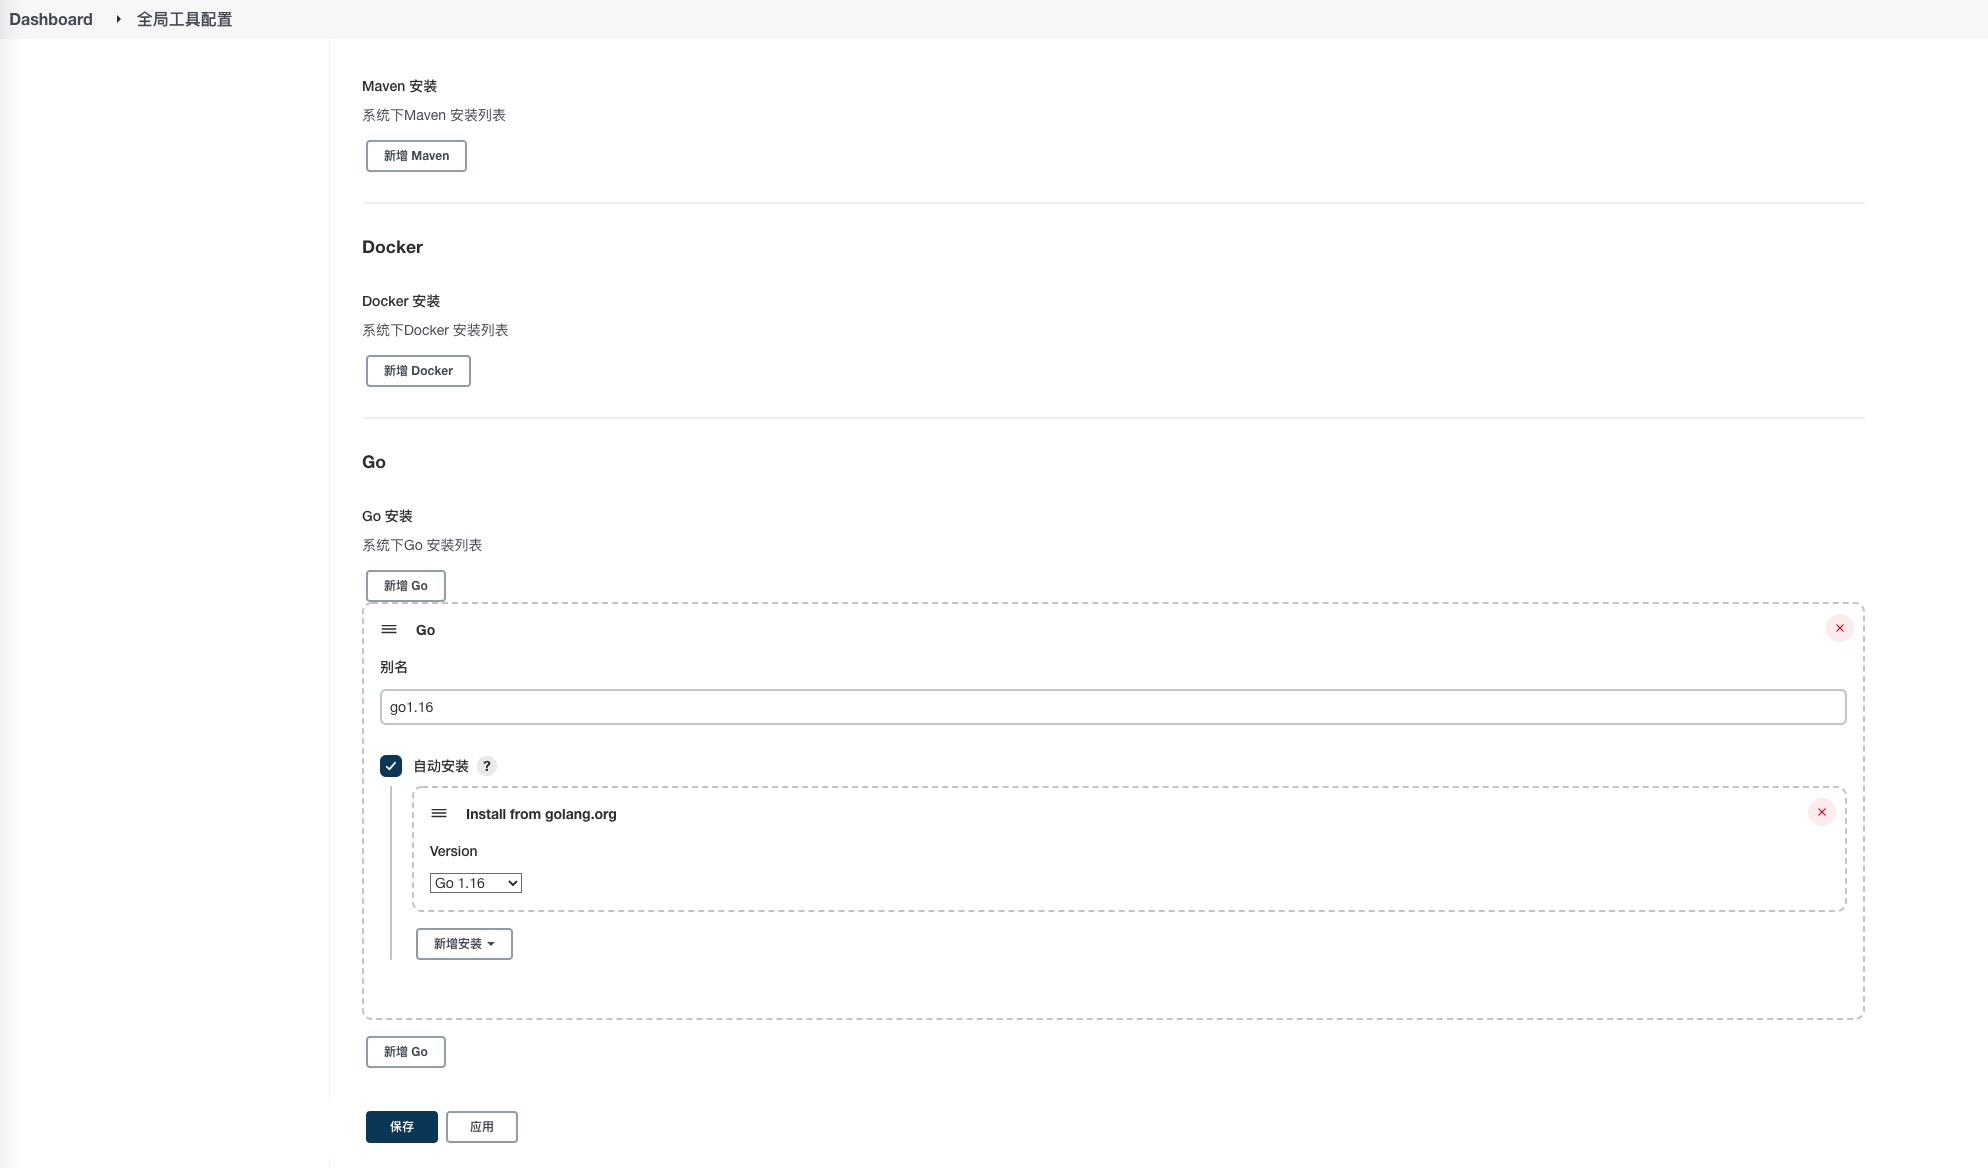 Dashboard 全局工具配置
Maven 安装
系统下Maven 安装列表
新增 Maven
Docker
Docker 安装
系统下Docker 安装列表
新增 Docker
Go
Go 安装
系统下Go 安装列表
新增 Go
Go
别名
go1.16
自动安装 ?
Install from golang.org
Version
Go 1.16
新增安装
新增 Go
保存 应用